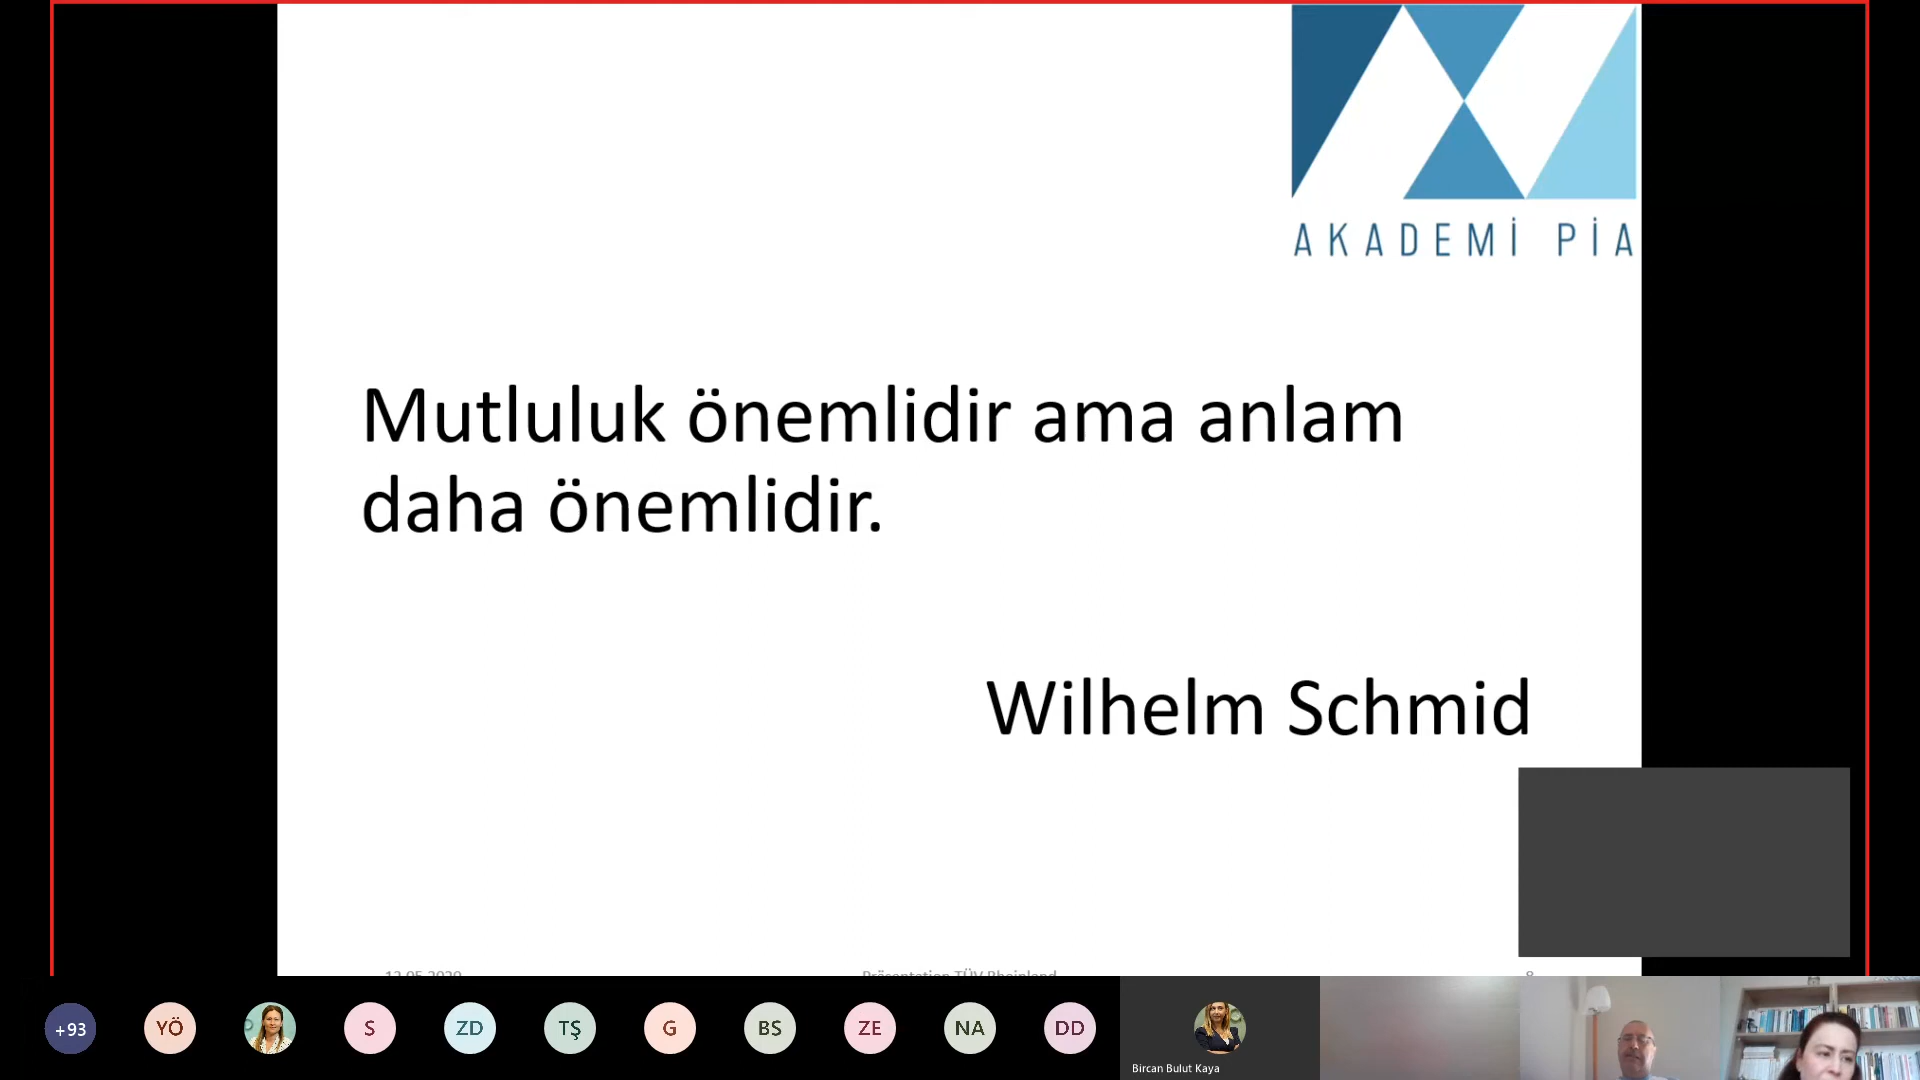 AKADEMİ PİA
Mutluluk önemlidir ama anlam
daha önemlidir.
Wilhelm Schmid
12.05.2020 Präsentation TÜV Rheinland 8
+93 YÖ S ZD TŞ G BS ZE NA DD
Bircan Bulut Kaya